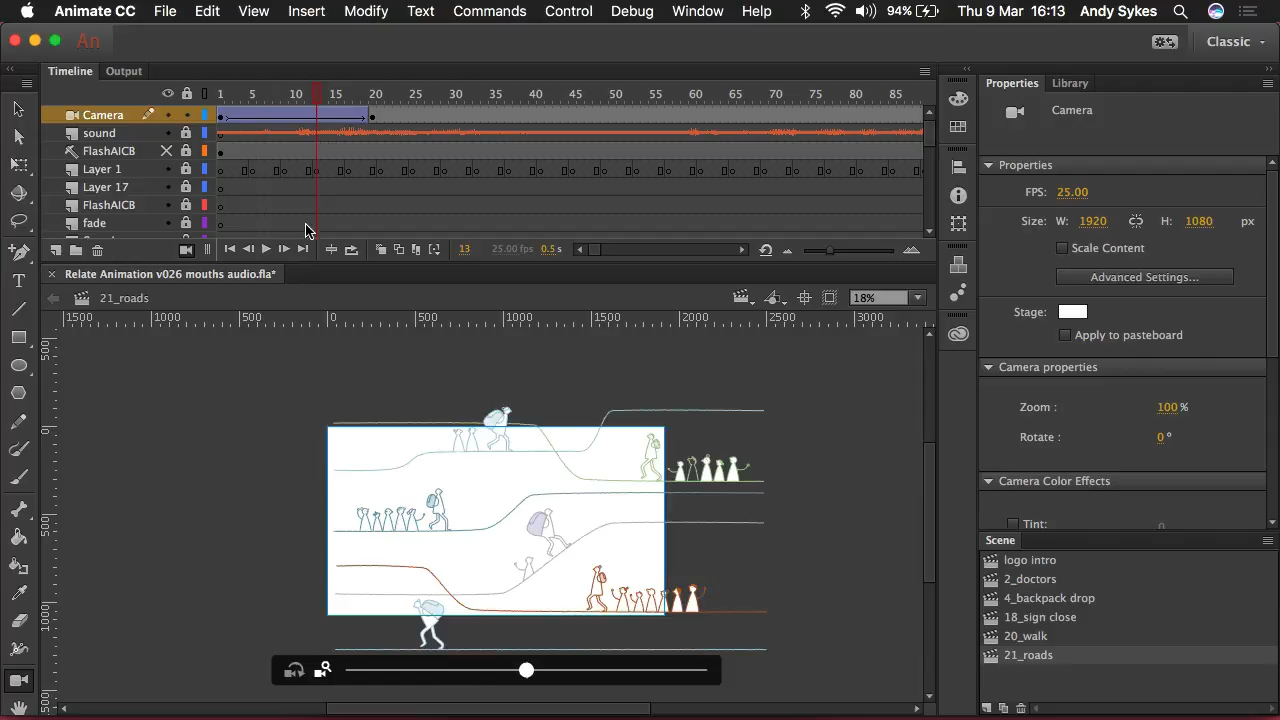 Animate CC File Edit View Insert Modify Text Commands Control Debug Window Help 94% Thu 9 Mar 16:13 Andy Sykes
An Classic
Timeline Output
1 5 10 15 20 25 30 35 40 45 50 55 60 65 70 75 80 85
Camera
sound
FlashAICB
Layer 1
Layer 17
FlashAICB
fade
13 25.00 fps 0.5 s
Relate Animation v026 mouths audio.fla*
21_roads 18%
1500 1000 500 0 500 1000 1500 2000 2500 3000
500
0
500
1000
500
Properties Library
Camera
Properties
FPS: 25.00
Size: W: 1920 H: 1080 px
Scale Content
Advanced Settings...
Stage:
Apply to pasteboard
Camera properties
Zoom : 100 %
Rotate : 0 °
Camera Color Effects
Tint: 0
Scene
logo intro
2_doctors
4_backpack drop
18_sign close
20_walk
21_roads